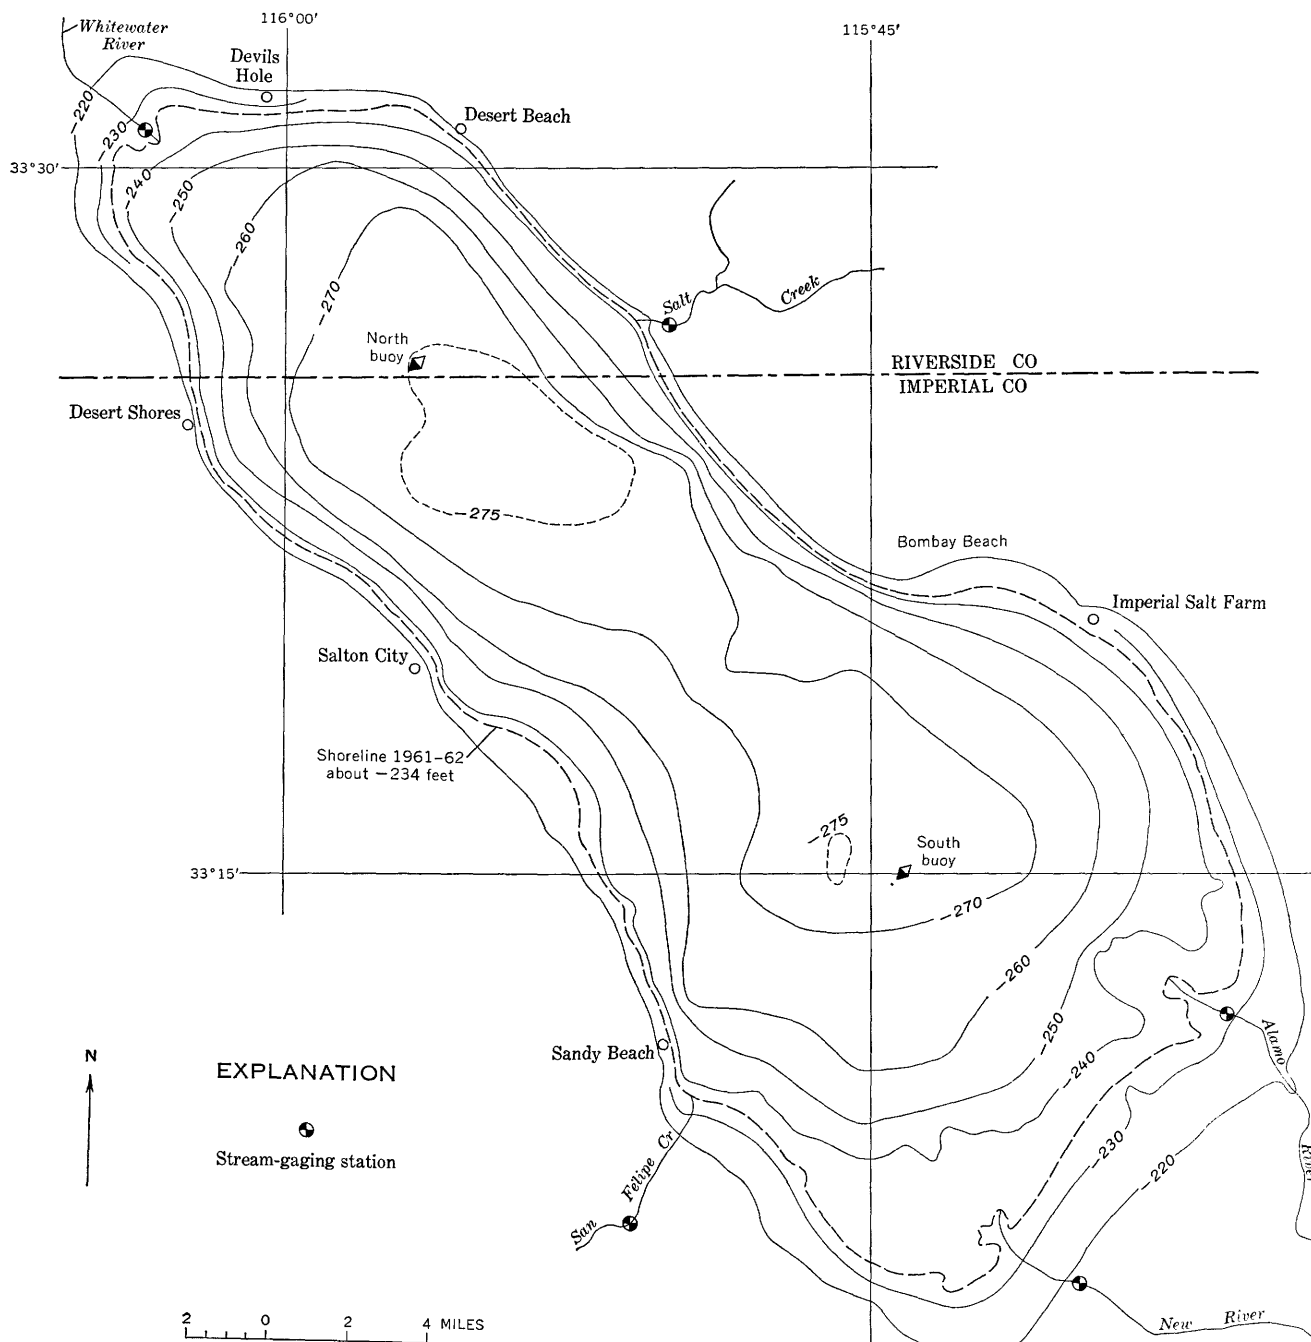 116°00'
115°45'
Whitewater
River
Devils
Hole
Desert Beach
-220
-230
33°30'
-240
-250
-260
-270
Salt
Creek
North
buoy
RIVERSIDE CO
IMPERIAL CO
Desert Shores
-275
Bombay Beach
Imperial Salt Farm
Salton City
Shoreline 1961-62
about -234 feet
-275
South
buoy
33°15'
-270
-260
-250
Alamo
River
Sandy Beach
-240
N
EXPLANATION
Stream-gaging station
-230
-220
San Felipe Cr
New River
2 0 2 4 MILES